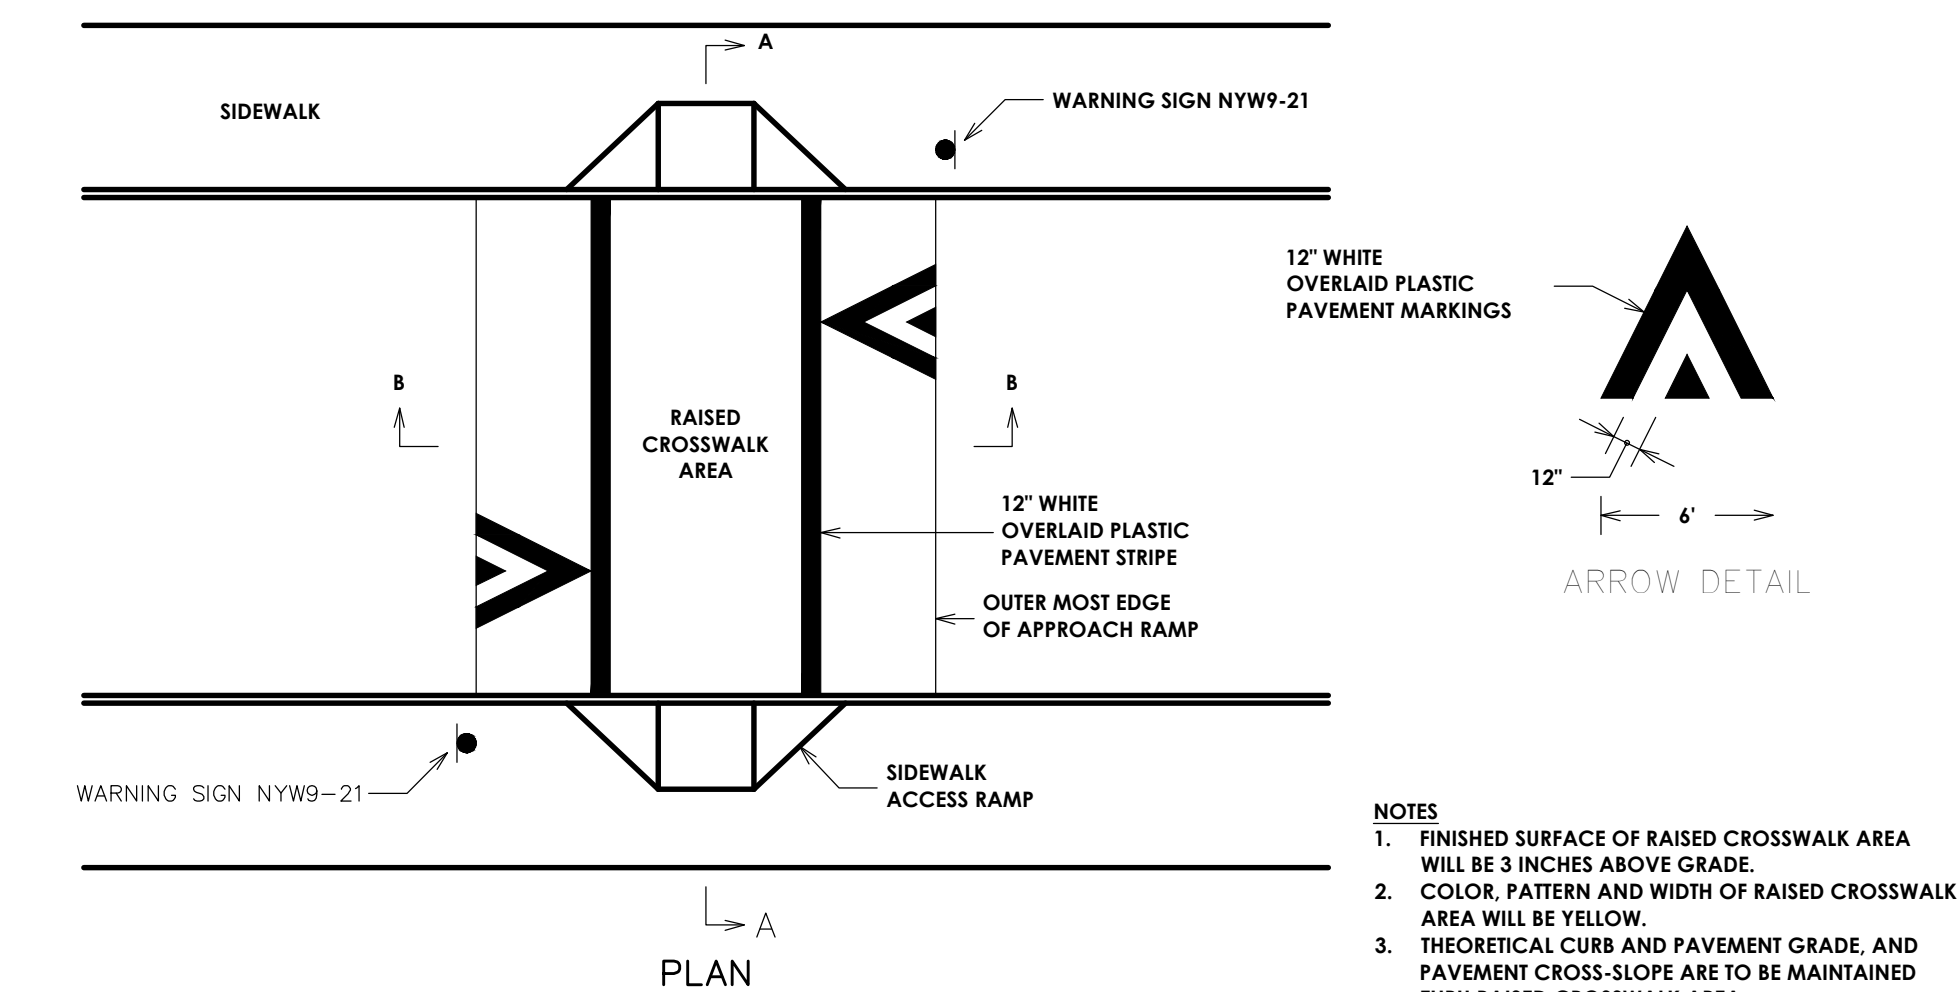 A
SIDEWALK
WARNING SIGN NYW9-21
12" WHITE
OVERLAID PLASTIC
PAVEMENT MARKINGS
B
B
RAISED
CROSSWALK
AREA
12"
12" WHITE
OVERLAID PLASTIC
PAVEMENT STRIPE
6'
ARROW DETAIL
OUTER MOST EDGE
OF APPROACH RAMP
WARNING SIGN NYW9-21
SIDEWALK
ACCESS RAMP
A
PLAN
NOTES
1. FINISHED SURFACE OF RAISED CROSSWALK AREA
WILL BE 3 INCHES ABOVE GRADE.
2. COLOR, PATTERN AND WIDTH OF RAISED CROSSWALK
AREA WILL BE YELLOW.
3. THEORETICAL CURB AND PAVEMENT GRADE, AND
PAVEMENT CROSS-SLOPE ARE TO BE MAINTAINED